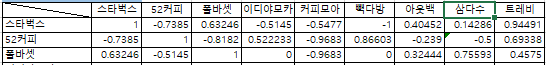 스타벅스 52커피 폴바셋 이디야모카 커피모아 빽다방 아웃백 삼다수 트레비
스타벅스 1 -0.7385 0.63246 -0.5145 -0.5477 -1 0.40452 0.14286 0.94491
52커피 -0.7385 1 -0.8182 0.522233 -0.9683 0.86603 -0.239 -0.5 0.69338
폴바셋 0.63246 -0.5145 1 0 -0.9683 0 0.32444 0.75593 0.4575